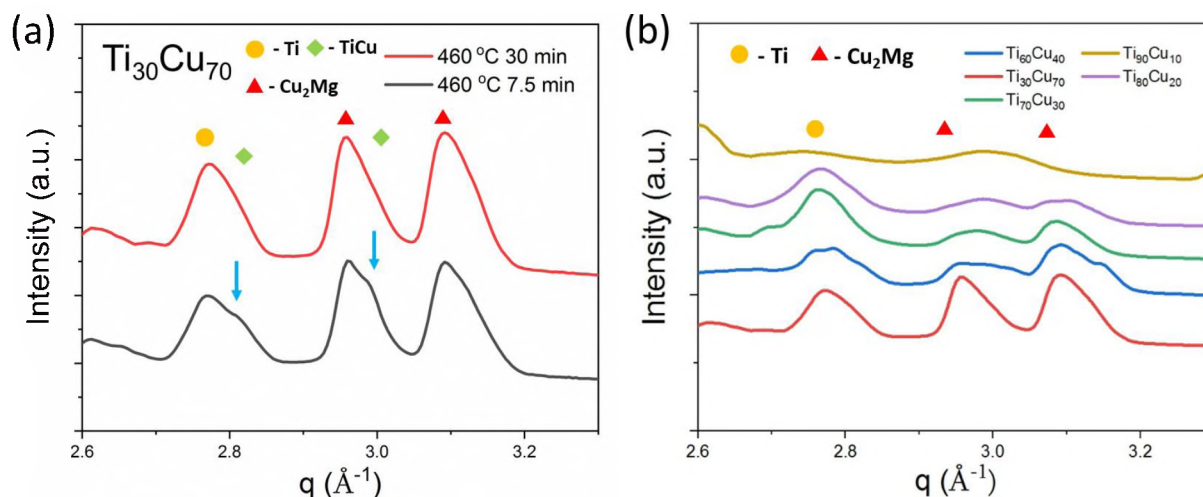 (a)
Ti₃₀Cu₇₀
- Ti - TiCu
- Cu₂Mg
460 °C 30 min
460 °C 7.5 min
Intensity (a.u.)
2.6 2.8 3.0 3.2
q (Å⁻¹)
(b)
- Ti - Cu₂Mg
Ti₆₀Cu₄₀ Ti₉₀Cu₁₀
Ti₃₀Cu₇₀ Ti₈₀Cu₂₀
Ti₇₀Cu₃₀
Intensity (a.u.)
2.6 2.8 3.0 3.2
q (Å⁻¹)